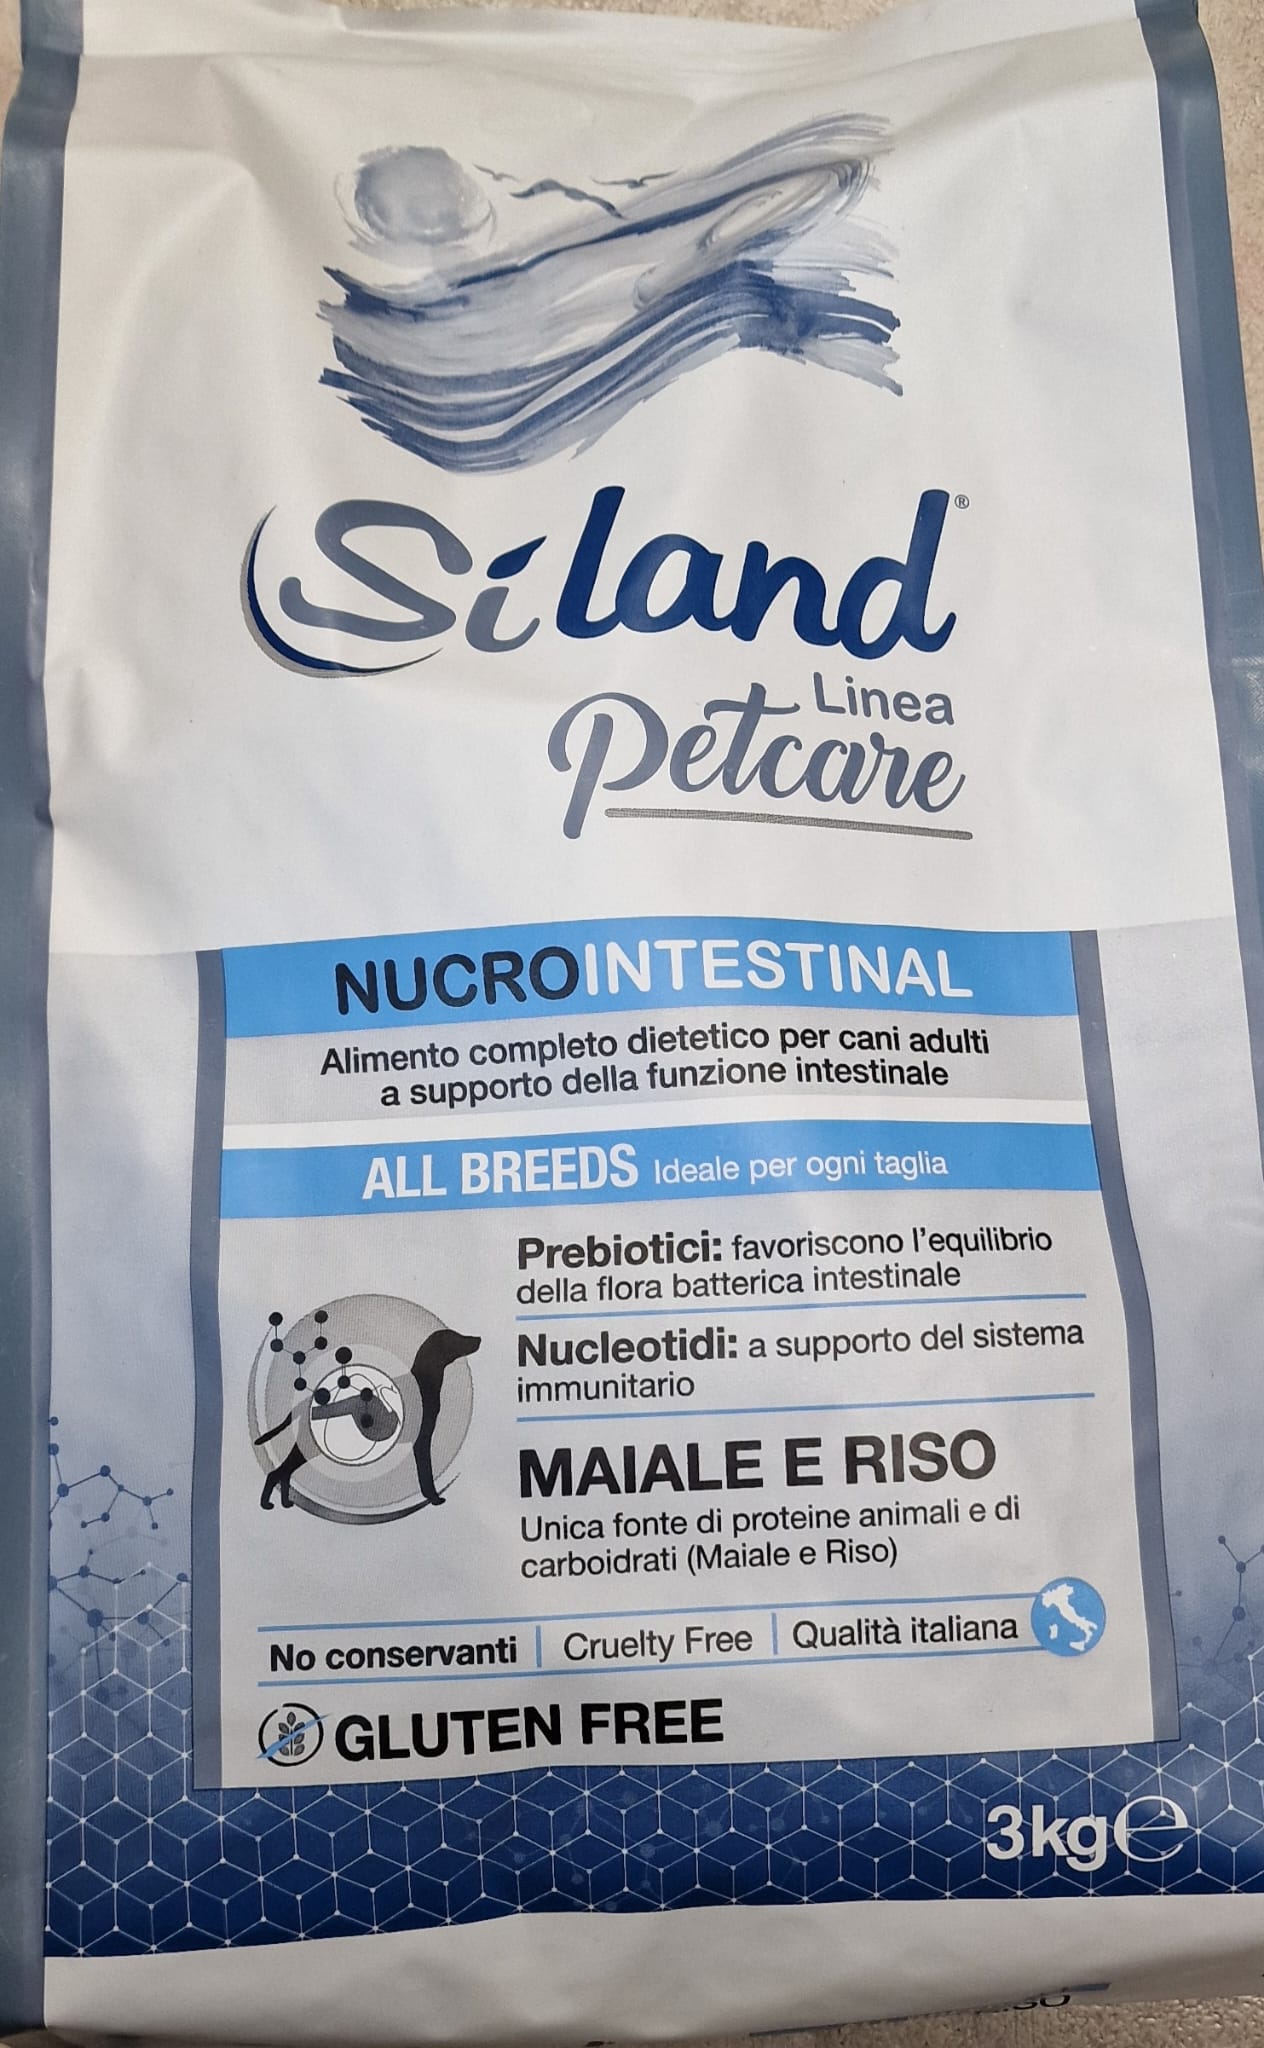 Síland®
Linea
Petcare
NUCROINTESTINAL
Alimento completo dietetico per cani adulti
a supporto della funzione intestinale
ALL BREEDS Ideale per ogni taglia
Prebiotici: favoriscono l'equilibrio
della flora batterica intestinale
Nucleotidi: a supporto del sistema
immunitario
MAIALE E RISO
Unica fonte di proteine animali e di
carboidrati (Maiale e Riso)
No conservanti | Cruelty Free | Qualità italiana
GLUTEN FREE
3kg℮